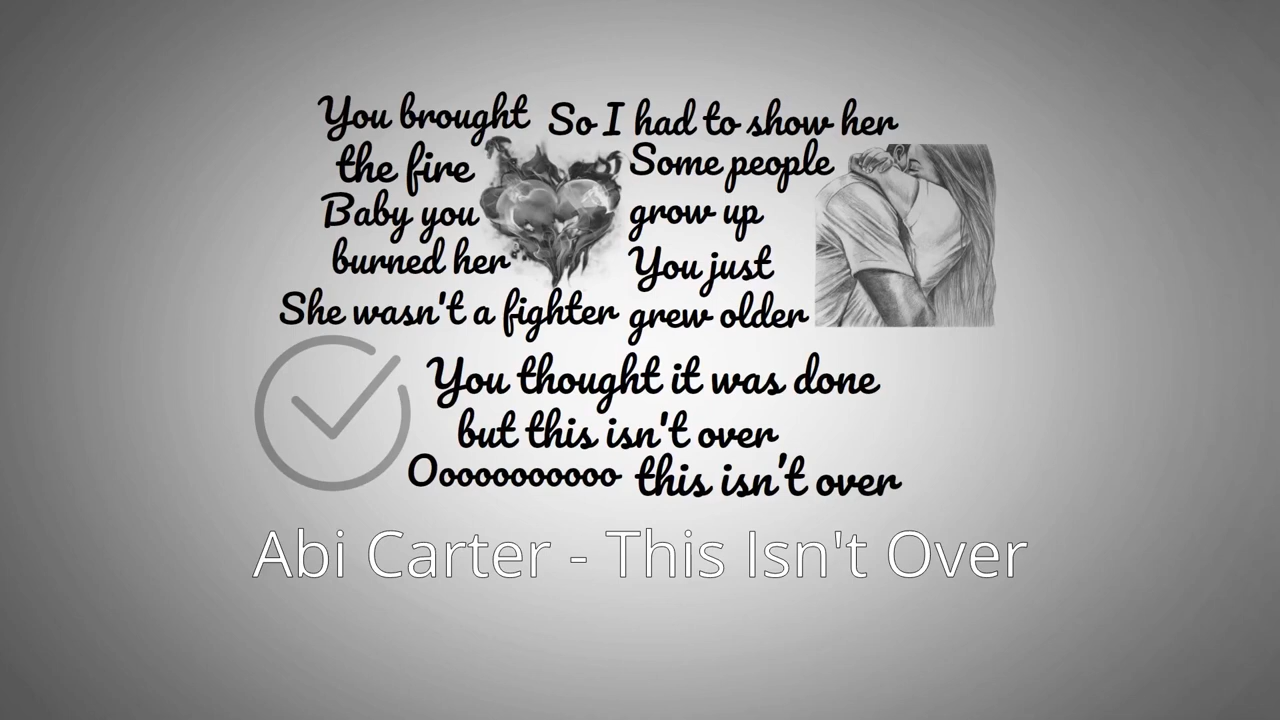 You brought
the fire
Baby you
burned her
She wasn't a fighter
So I had to show her
Some people
grow up
You just
grew older
You thought it was done
but this isn't over
Ooooooooooo this isn't over
Abi Carter - This Isn't Over